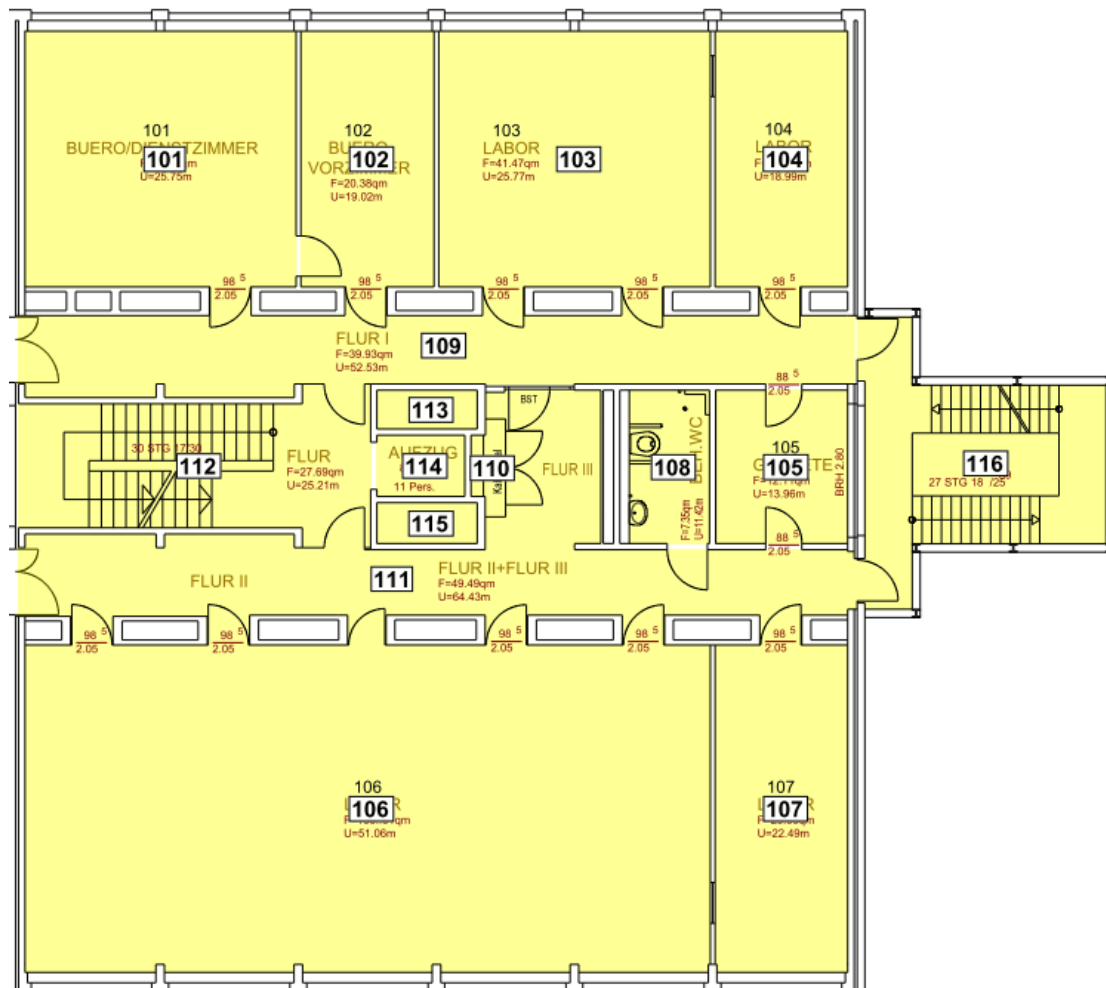 101
BUERO/DIENSTZIMMER
101
U=25.75m
102
BUERO
VORZIMMER
102
F=20.38qm
U=19.02m
103
LABOR
103
F=41.47qm
U=25.77m
104
LABOR
104
U=18.99m
98 5
2.05
98 5
2.05
98 5
2.05
98 5
2.05
98 5
2.05
FLUR I
109
F=39.93qm
U=52.53m
88 5
2.05
113
BST
30 STG 17/30
112
FLUR
F=27.69qm
U=25.21m
AUFZUG
114
11 Pers.
110
FLUR III
108
BEH.WC
F=7.35qm
U=11.42m
105
105
U=13.96m
BRH 2.80
116
27 STG 18 /25
115
88 5
2.05
FLUR II
111
FLUR II+FLUR III
F=49.49qm
U=64.43m
98 5
2.05
98 5
2.05
98 5
2.05
98 5
2.05
98 5
2.05
106
106
U=51.06m
107
107
U=22.49m